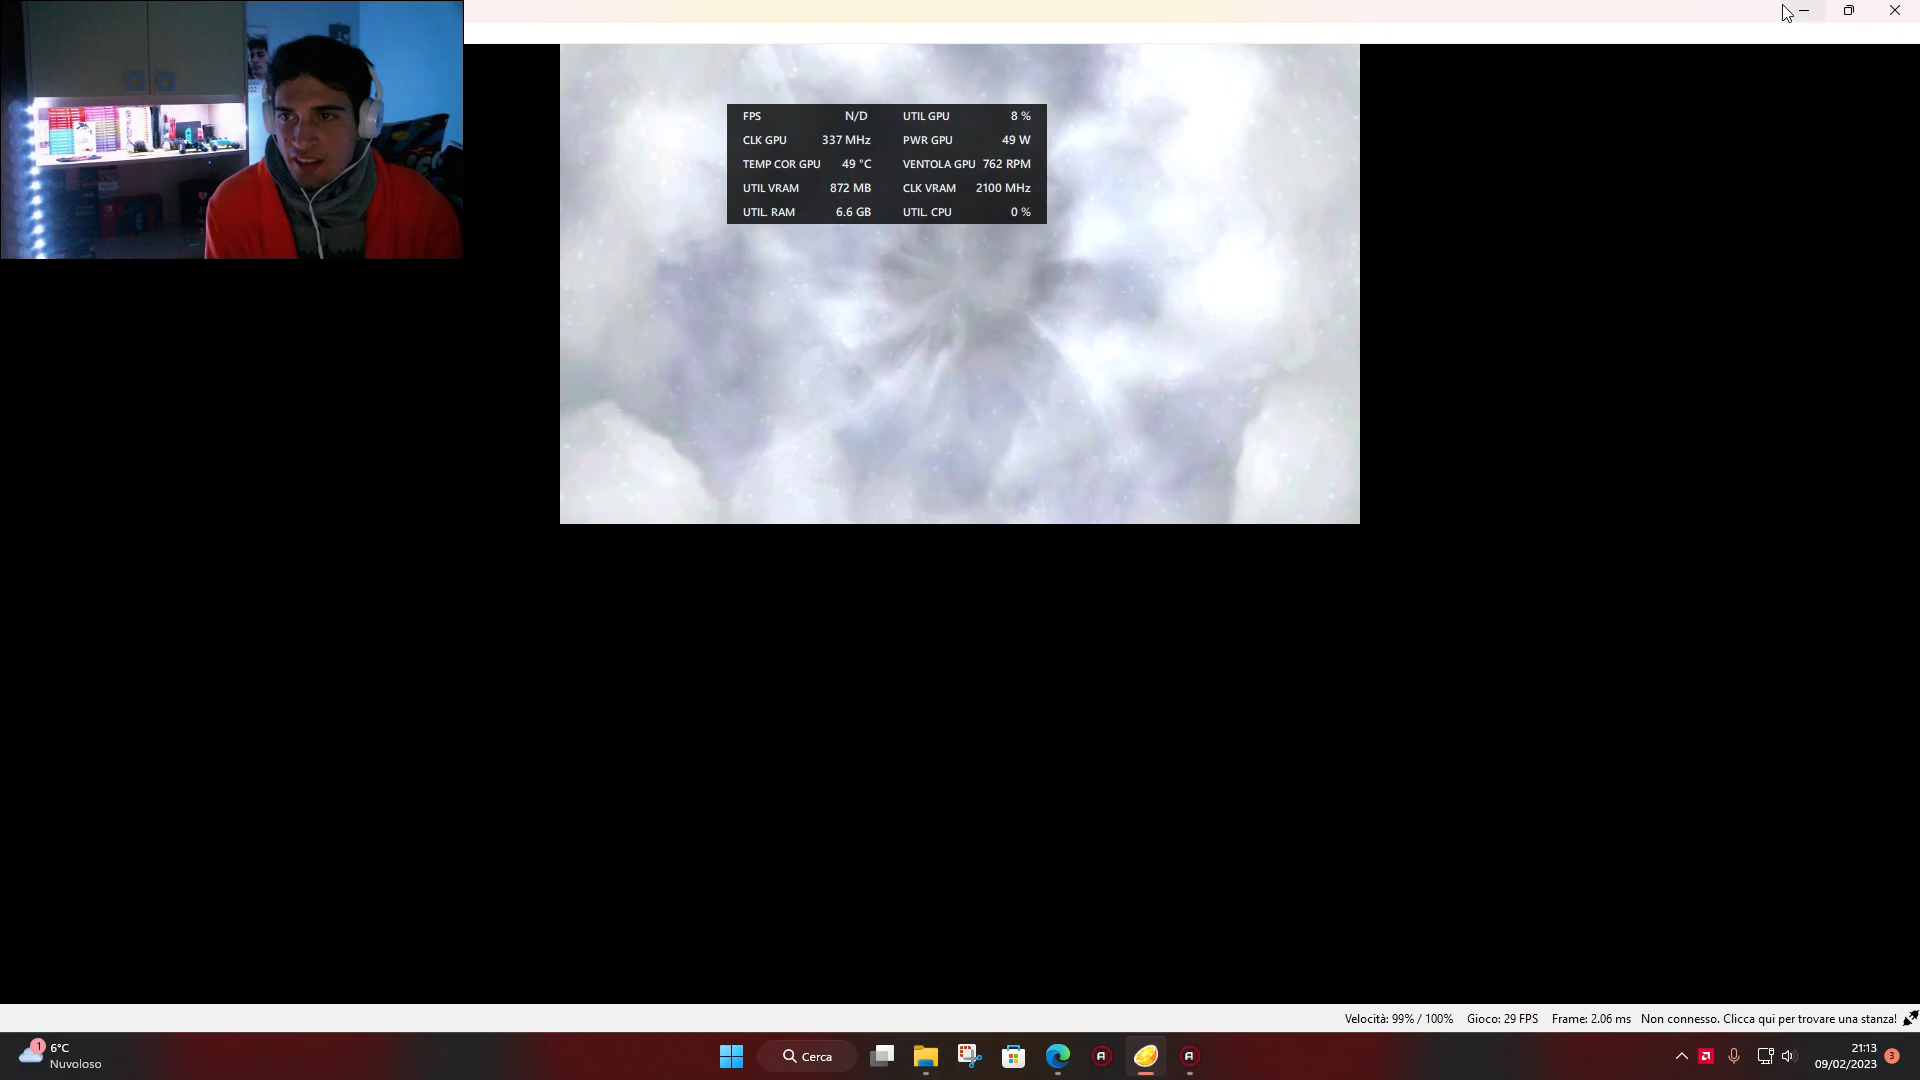 FPS N/D UTIL GPU 8 %
CLK GPU 337 MHz PWR GPU 49 W
TEMP COR GPU 49 °C VENTOLA GPU 762 RPM
UTIL VRAM 872 MB CLK VRAM 2100 MHz
UTIL. RAM 6.6 GB UTIL. CPU 0 %
Velocità: 99% / 100% Gioco: 29 FPS Frame: 2.06 ms Non connesso. Clicca qui per trovare una stanza!
1
6°C
Nuvoloso
Cerca
21:13
09/02/2023
3